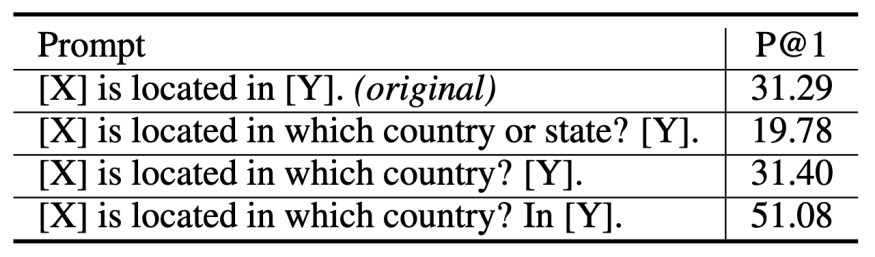 Prompt P@1
[X] is located in [Y]. (original) 31.29
[X] is located in which country or state? [Y]. 19.78
[X] is located in which country? [Y]. 31.40
[X] is located in which country? In [Y]. 51.08